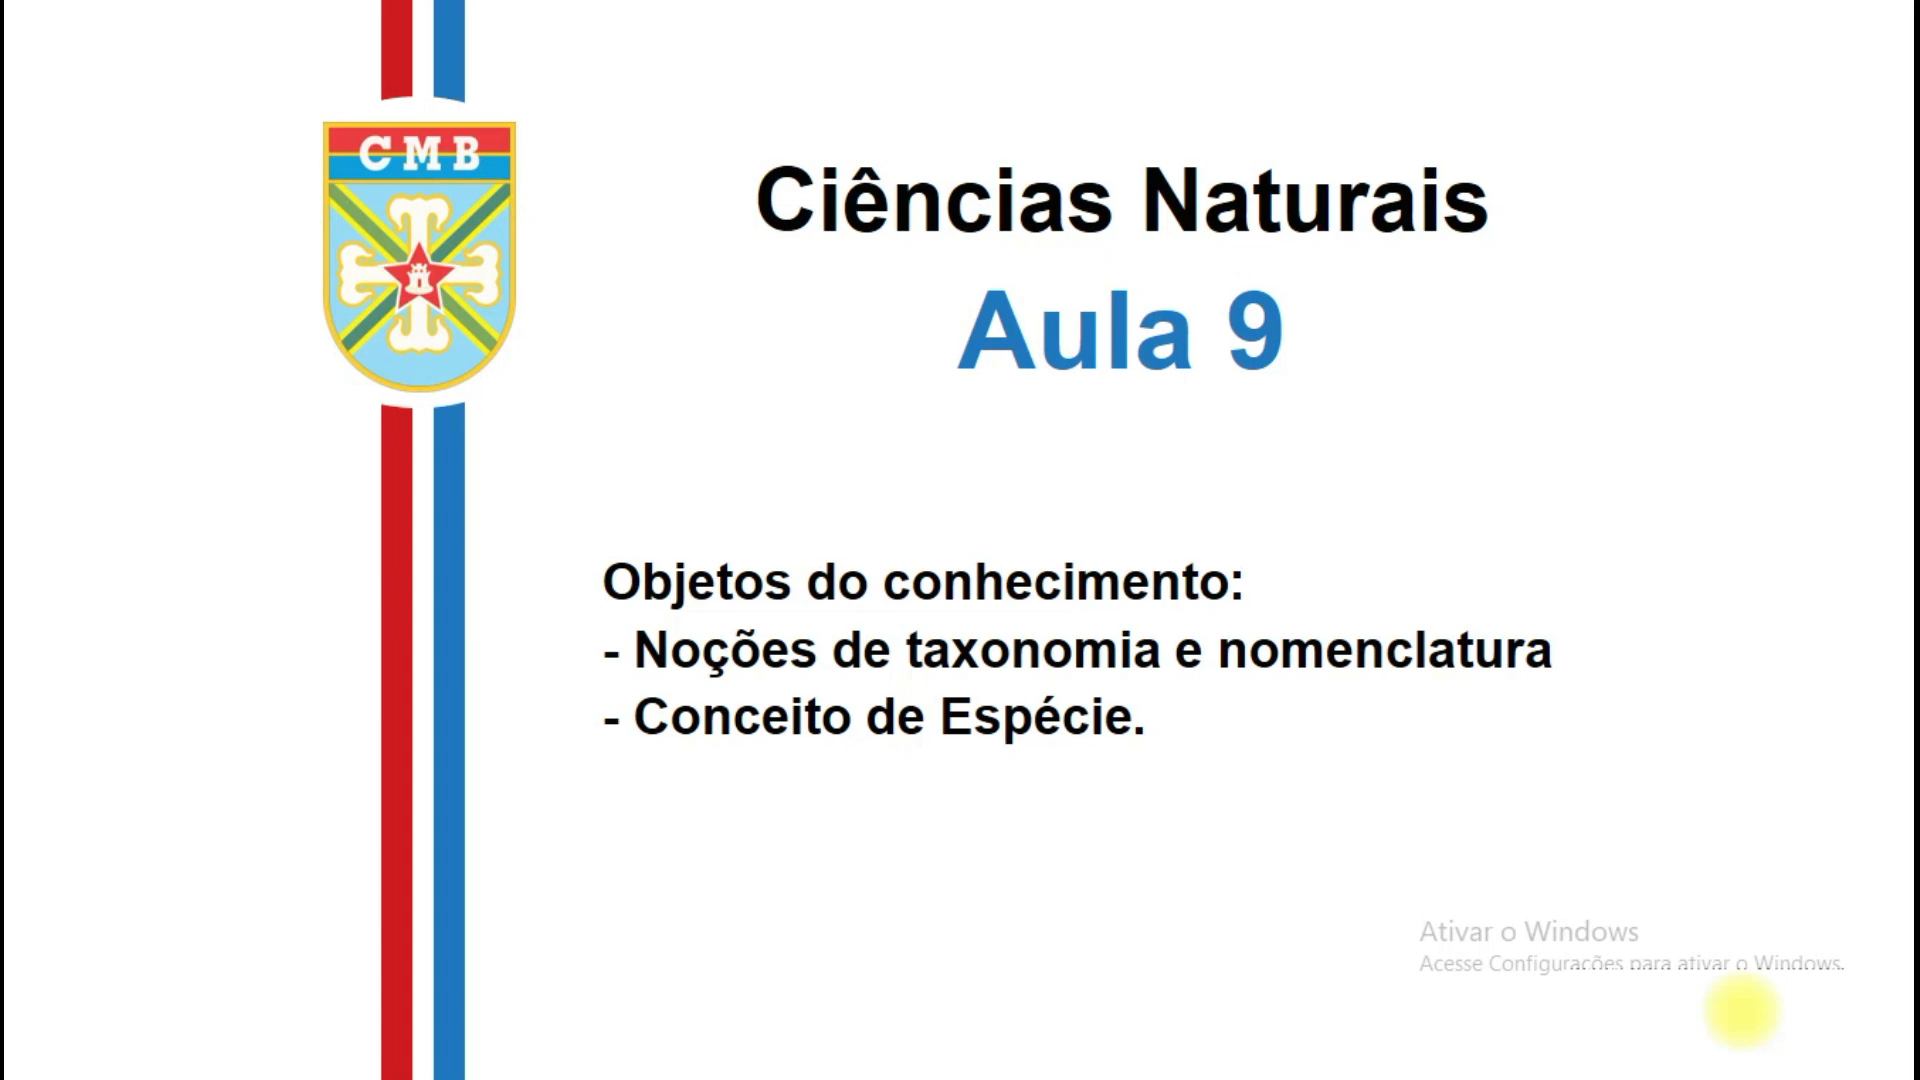 CMB
Ciências Naturais
Aula 9
Objetos do conhecimento:
- Noções de taxonomia e nomenclatura
- Conceito de Espécie.
Ativar o Windows
Acesse Configurações para ativar o Windows.